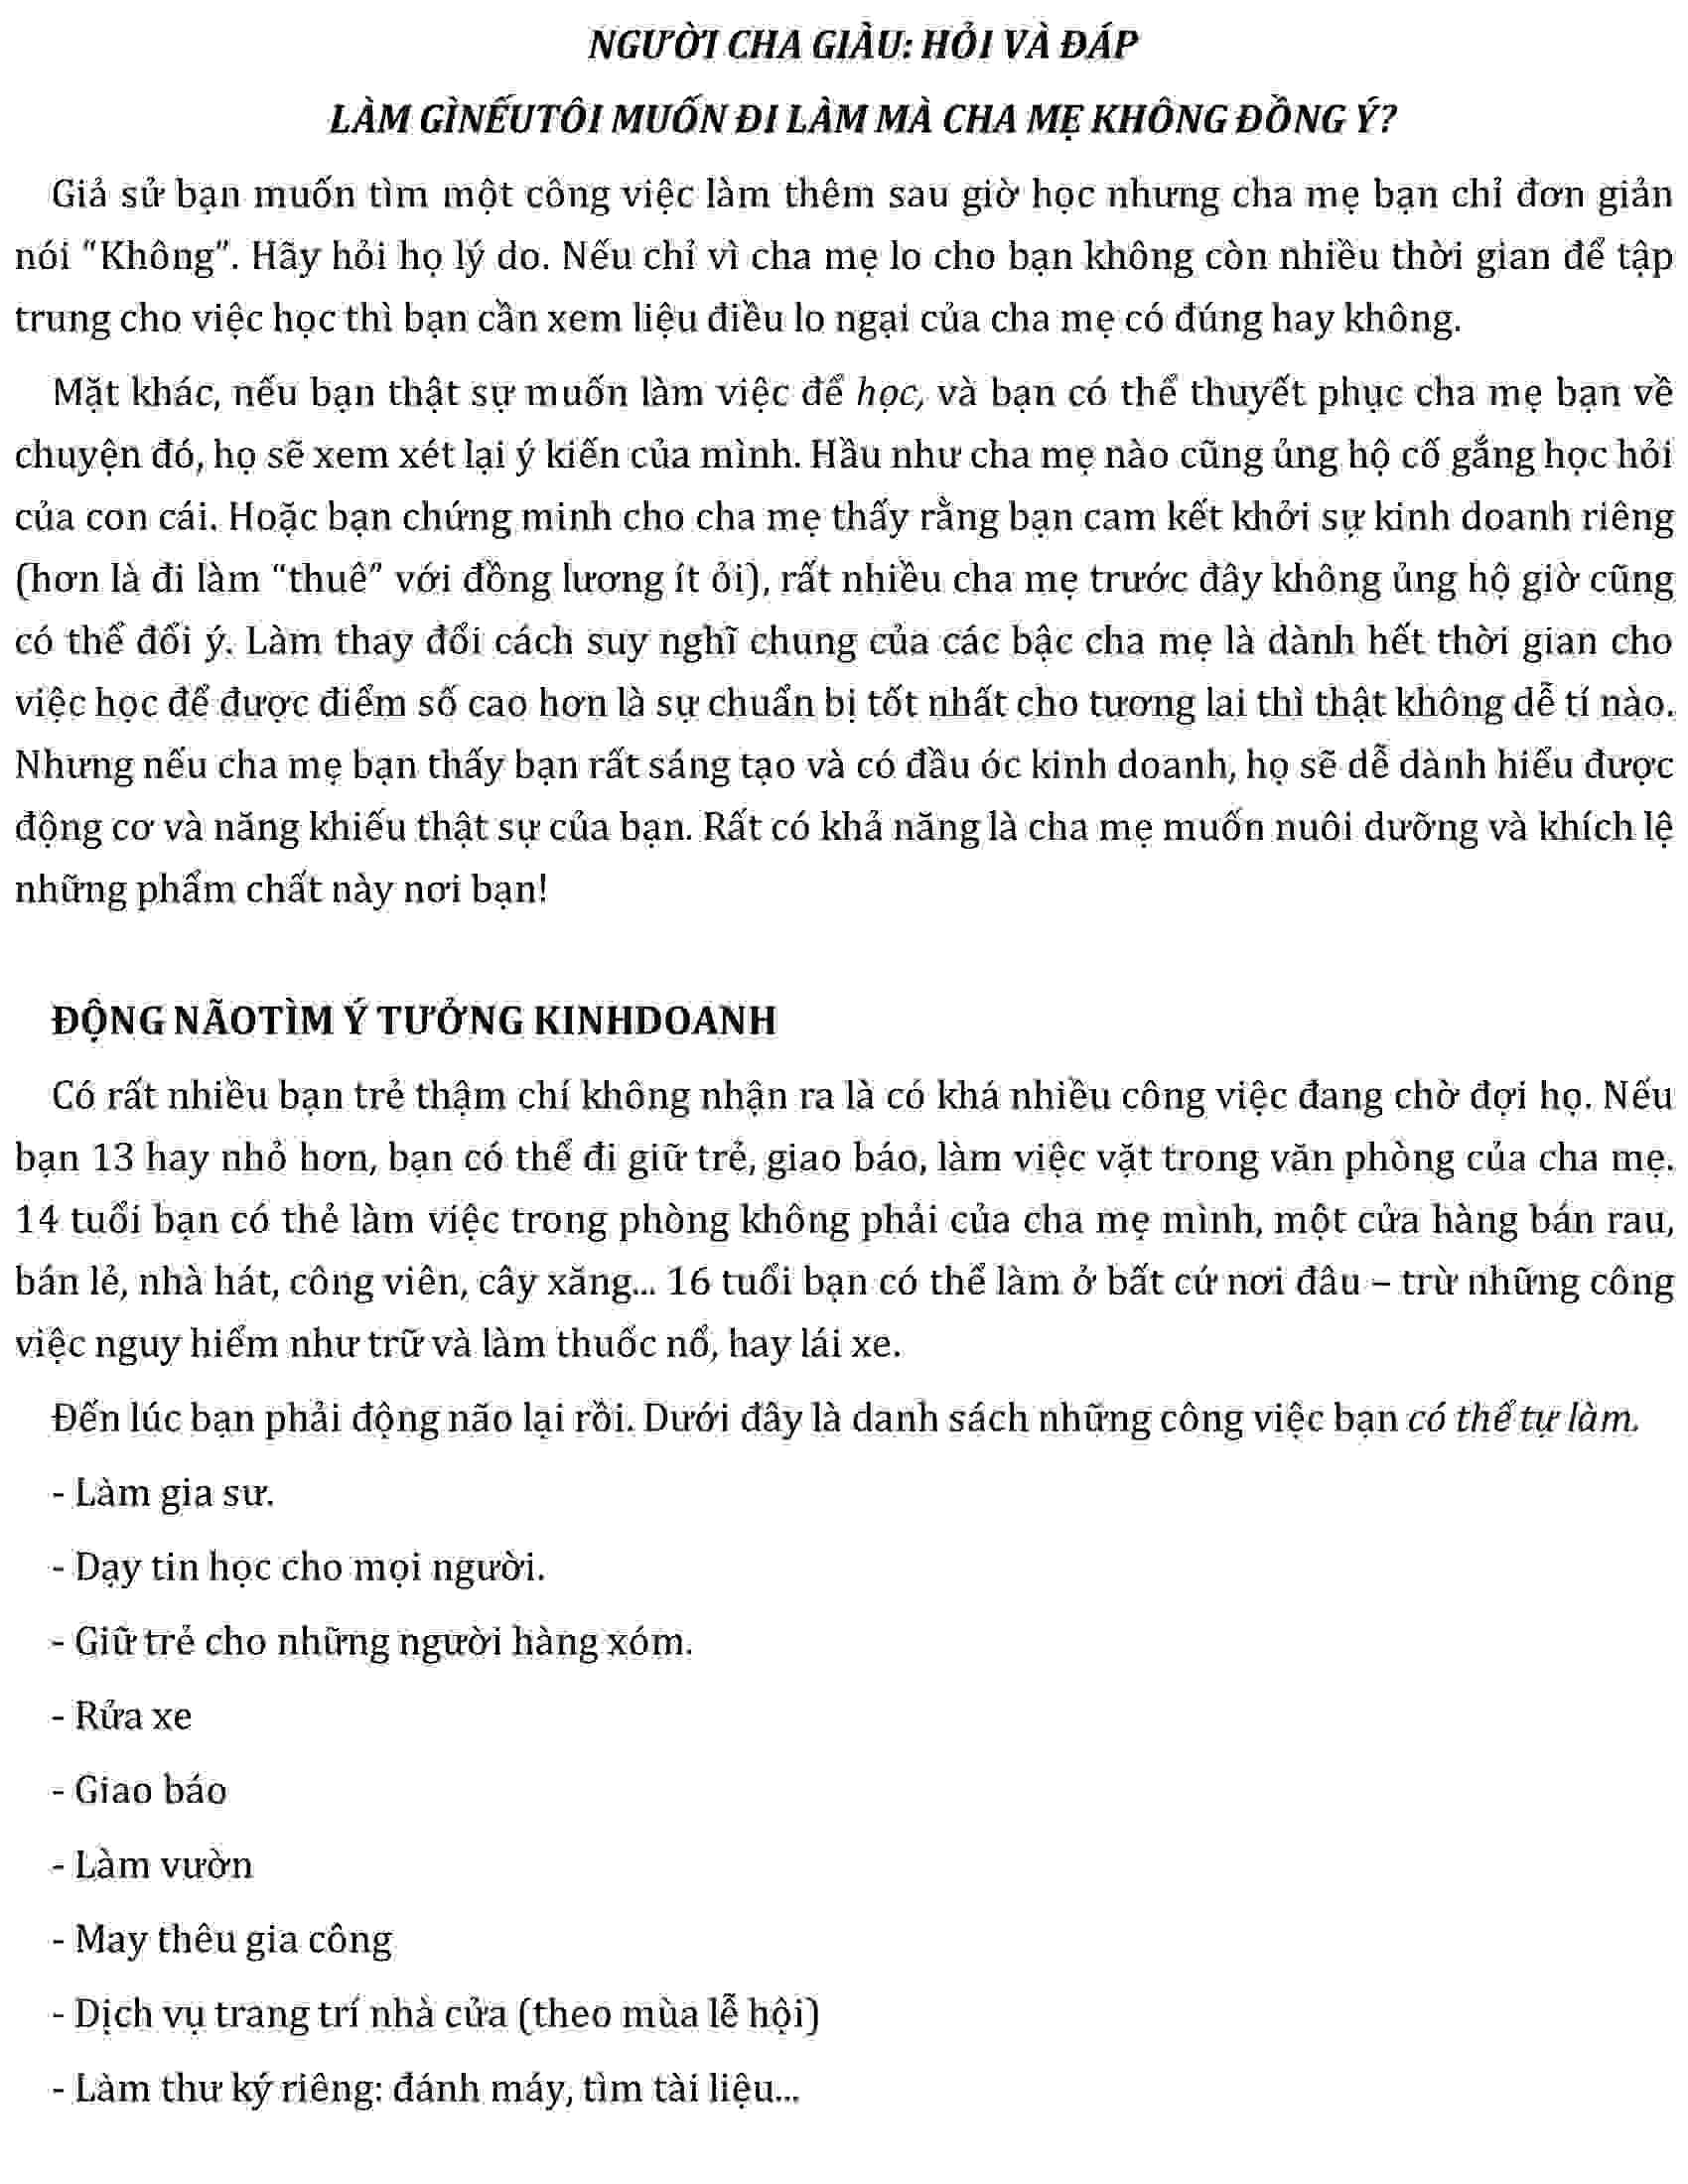 NGƯỜI CHA GIÀU: HỎI VÀ ĐÁP
LÀM GÌNẾUTÔI MUỐN ĐI LÀM MÀ CHA MẸ KHÔNG ĐỒNG Ý?
Giả sử bạn muốn tìm một công việc làm thêm sau giờ học nhưng cha mẹ bạn chỉ đơn giản
nói “Không”. Hãy hỏi họ lý do. Nếu chỉ vì cha mẹ lo cho bạn không còn nhiều thời gian để tập
trung cho việc học thì bạn cần xem liệu điều lo ngại của cha mẹ có đúng hay không.
Mặt khác, nếu bạn thật sự muốn làm việc để học, và bạn có thể thuyết phục cha mẹ bạn về
chuyện đó, họ sẽ xem xét lại ý kiến của mình. Hầu như cha mẹ nào cũng ủng hộ cố gắng học hỏi
của con cái. Hoặc bạn chứng minh cho cha mẹ thấy rằng bạn cam kết khởi sự kinh doanh riêng
(hơn là đi làm “thuê” với đồng lương ít ỏi), rất nhiều cha mẹ trước đây không ủng hộ giờ cũng
có thể đổi ý. Làm thay đổi cách suy nghĩ chung của các bậc cha mẹ là dành hết thời gian cho
việc học để được điểm số cao hơn là sự chuẩn bị tốt nhất cho tương lai thì thật không dễ tí nào.
Nhưng nếu cha mẹ bạn thấy bạn rất sáng tạo và có đầu óc kinh doanh, họ sẽ dễ dành hiểu được
động cơ và năng khiếu thật sự của bạn. Rất có khả năng là cha mẹ muốn nuôi dưỡng và khích lệ
những phẩm chất này nơi bạn!
ĐỘNG NÃOTÌM Ý TƯỞNG KINHDOANH
Có rất nhiều bạn trẻ thậm chí không nhận ra là có khá nhiều công việc đang chờ đợi họ. Nếu
bạn 13 hay nhỏ hơn, bạn có thể đi giữ trẻ, giao báo, làm việc vặt trong văn phòng của cha mẹ.
14 tuổi bạn có thẻ làm việc trong phòng không phải của cha mẹ mình, một cửa hàng bán rau,
bán lẻ, nhà hát, công viên, cây xăng... 16 tuổi bạn có thể làm ở bất cứ nơi đâu – trừ những công
việc nguy hiểm như trữ và làm thuốc nổ, hay lái xe.
Đến lúc bạn phải động não lại rồi. Dưới đây là danh sách những công việc bạn có thể tự làm.
- Làm gia sư.
- Dạy tin học cho mọi người.
- Giữ trẻ cho những người hàng xóm.
- Rửa xe
- Giao báo
- Làm vườn
- May thêu gia công
- Dịch vụ trang trí nhà cửa (theo mùa lễ hội)
- Làm thư ký riêng: đánh máy, tìm tài liệu...